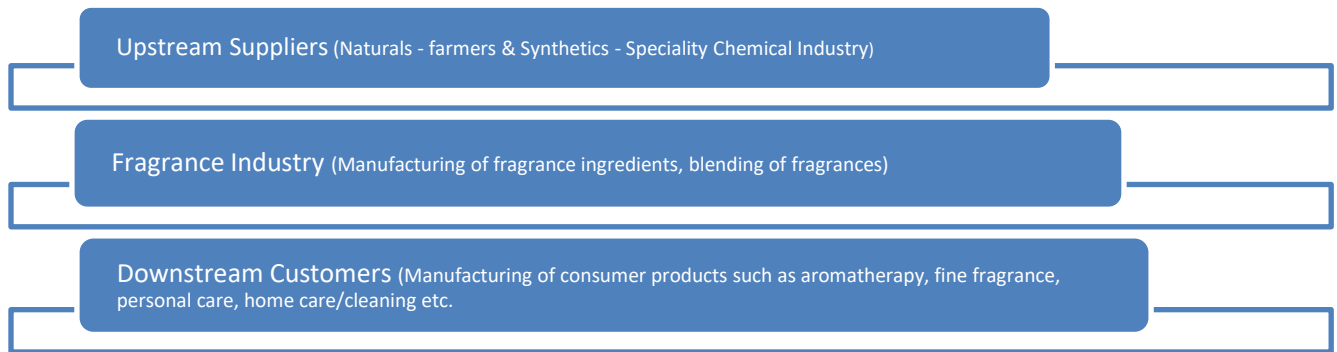 Upstream Suppliers (Naturals - farmers & Synthetics - Speciality Chemical Industry)
Fragrance Industry (Manufacturing of fragrance ingredients, blending of fragrances)
Downstream Customers (Manufacturing of consumer products such as aromatherapy, fine fragrance,
personal care, home care/cleaning etc.